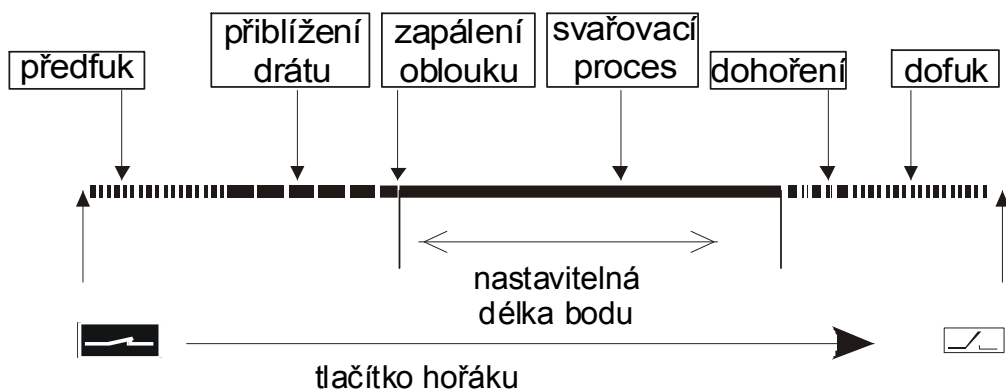 předfuk
přiblížení
drátu
zapálení
oblouku
svařovací
proces
dohoření
dofuk
nastavitelná
délka bodu
tlačítko hořáku